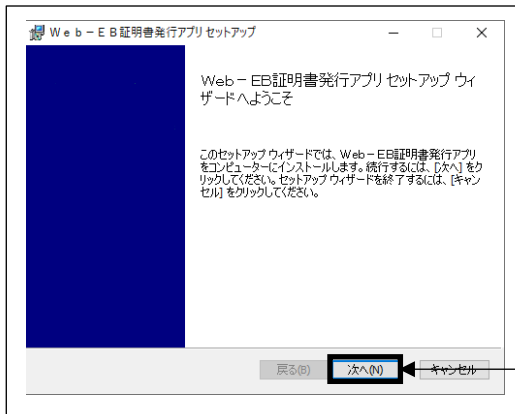 Ｗｅｂ－ＥＢ証明書発行アプリ セットアップ
Ｗｅｂ－ＥＢ証明書発行アプリ セットアップ ウィ
ザードへようこそ
このセットアップ ウィザードでは、Ｗｅｂ－ＥＢ証明書発行アプリ
をコンピューターにインストールします。続行するには、[次へ] をク
リックしてください。セットアップ ウィザードを終了するには、[キャン
セル] をクリックしてください。
戻る(B) 次へ(N) キャンセル